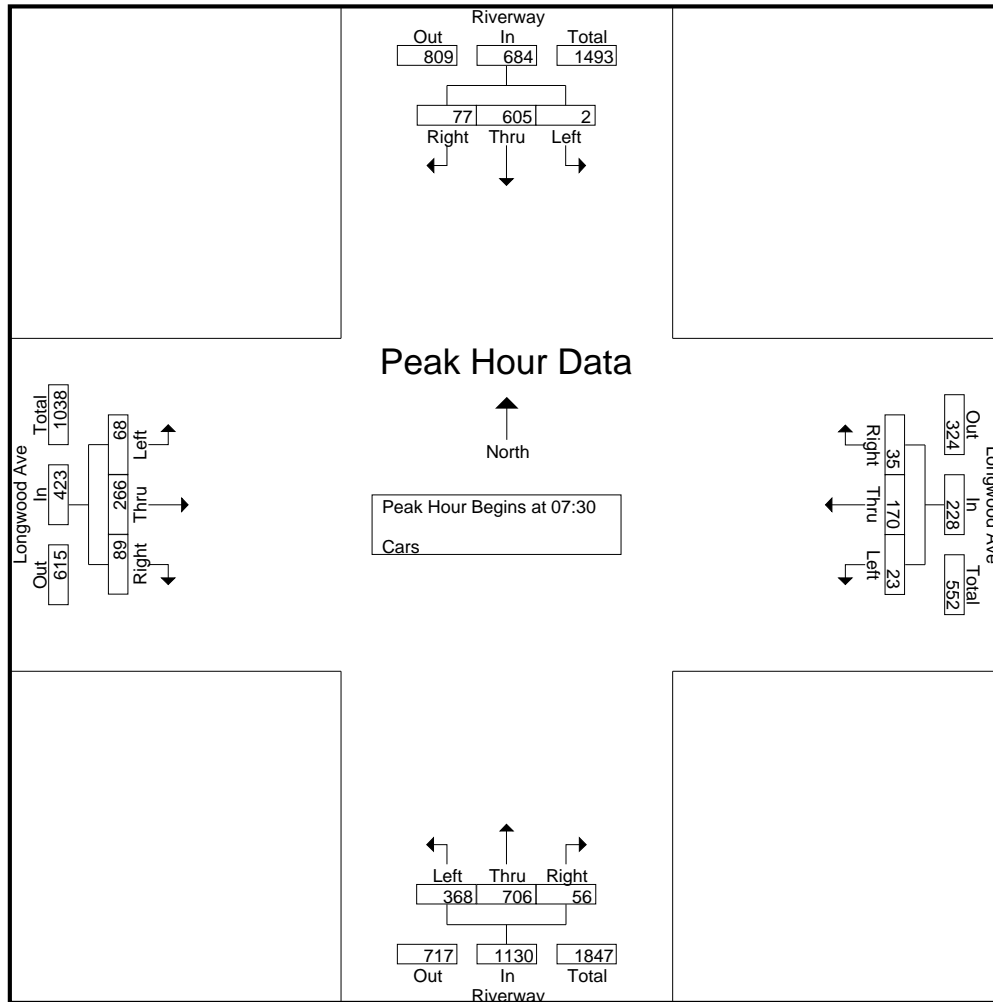 Riverway
Out In Total
809 684 1493
77 605 2
Right Thru Left
Peak Hour Data
North
Peak Hour Begins at 07:30
Cars
Longwood Ave
Total In Out
1038 423 615
68 266 89
Left Thru Right
Longwood Ave
Out In Total
324 228 552
35 170 23
Right Thru Left
Left Thru Right
368 706 56
717 1130 1847
Out In Total
Riverway